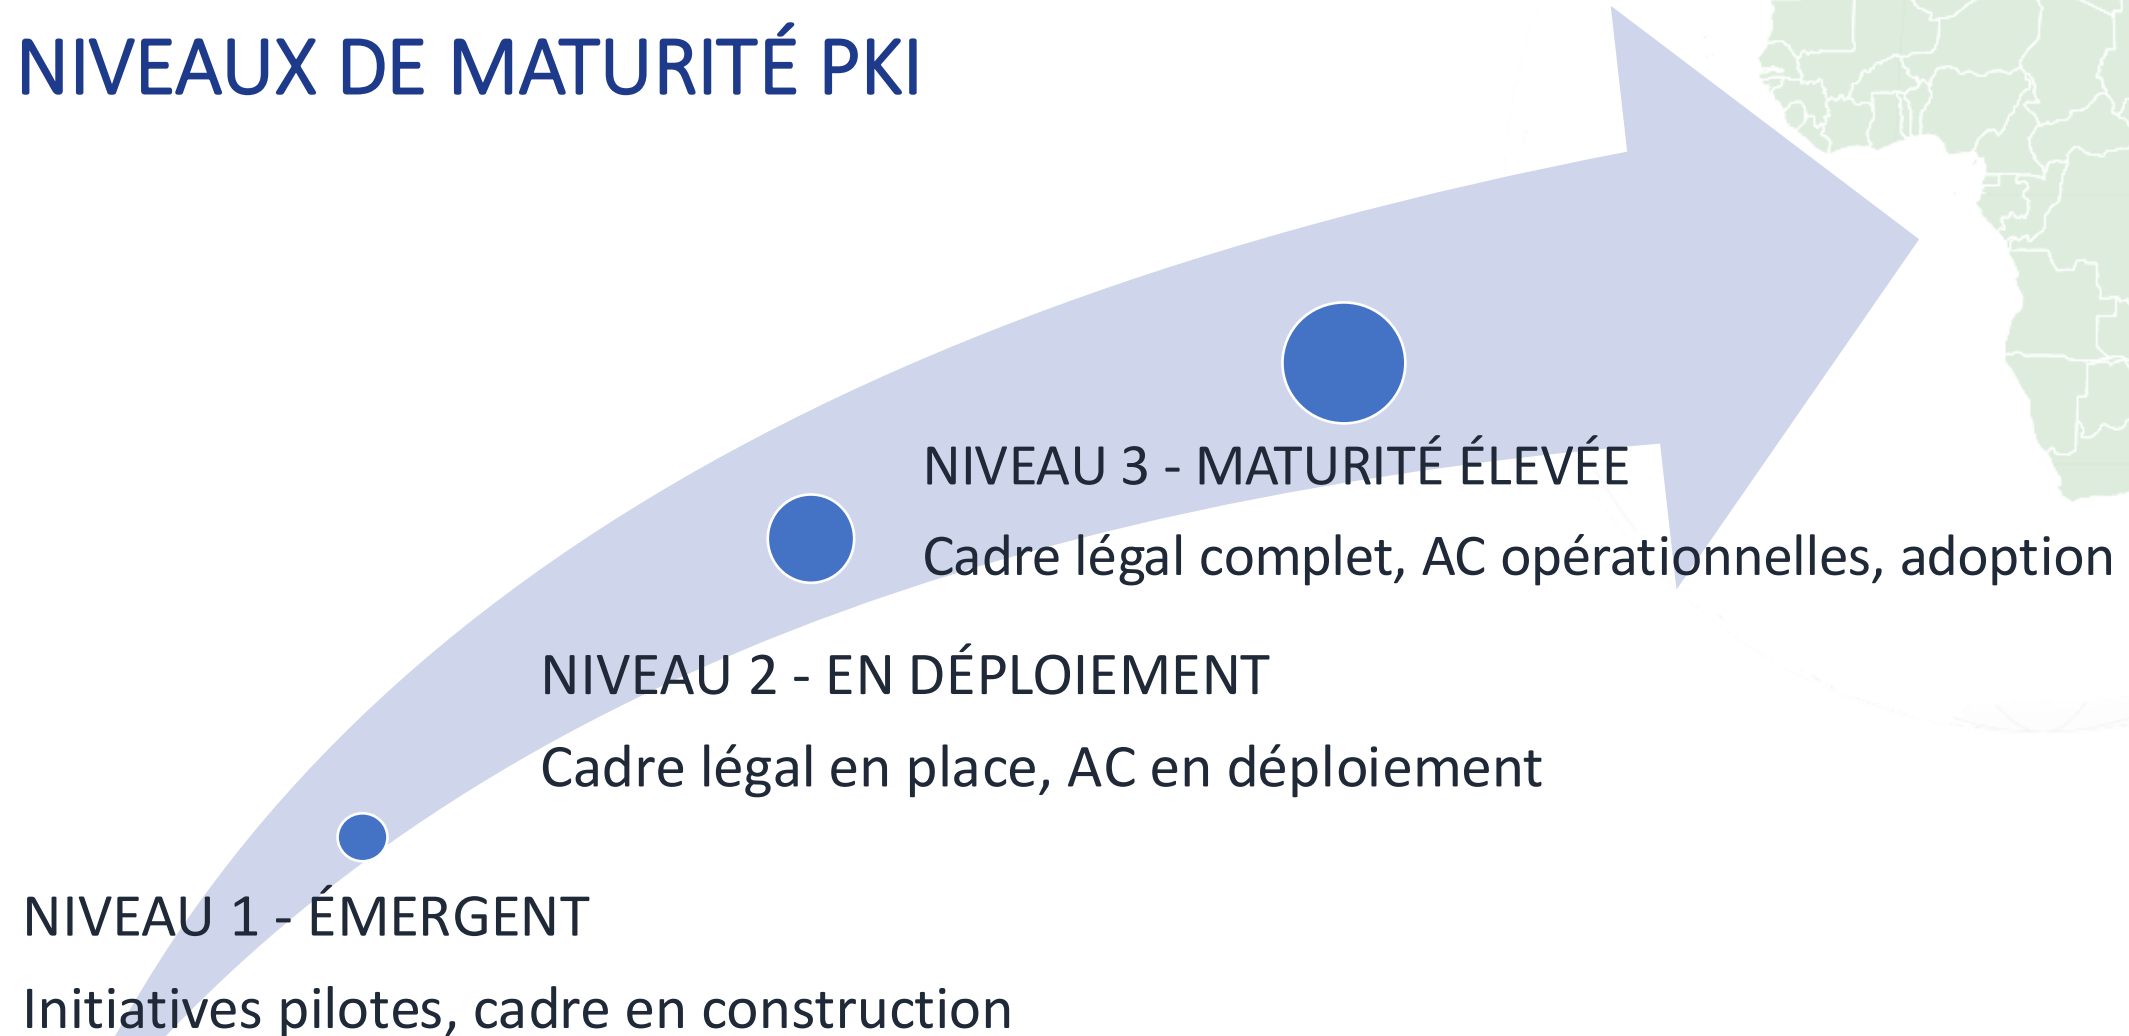 NIVEAUX DE MATURITÉ PKI
NIVEAU 3 - MATURITÉ ÉLEVÉE
Cadre légal complet, AC opérationnelles, adoption
NIVEAU 2 - EN DÉPLOIEMENT
Cadre légal en place, AC en déploiement
NIVEAU 1 - ÉMERGENT
Initiatives pilotes, cadre en construction